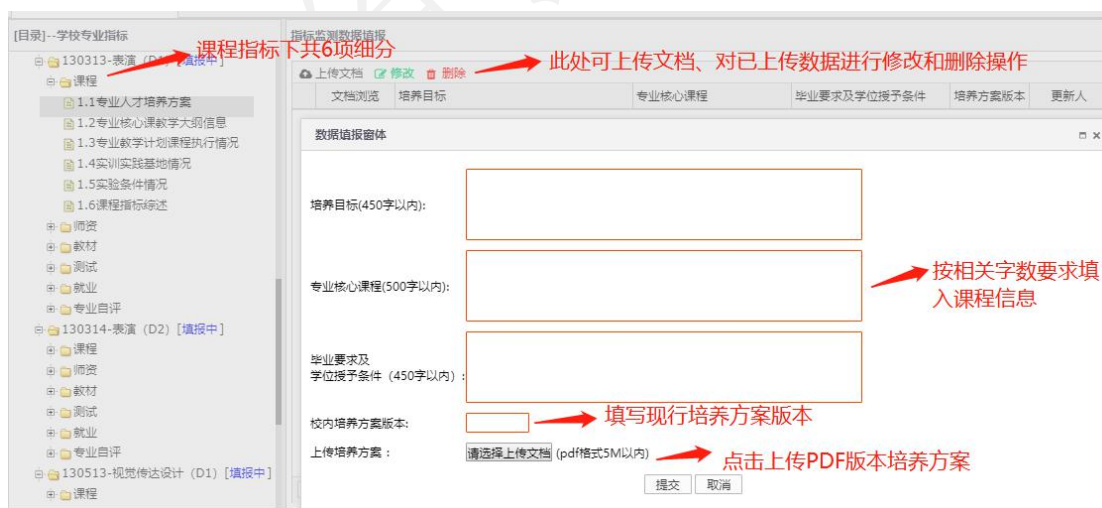 [目录]--学校专业指标
130313-表演（D1）[填报中]
课程
1.1专业人才培养方案
1.2专业核心课教学大纲信息
1.3专业教学计划课程执行情况
1.4实训实践基地情况
1.5实验条件情况
1.6课程指标综述
师资
教材
测试
就业
专业自评
130314-表演（D2）[填报中]
课程
师资
教材
测试
就业
专业自评
130513-视觉传达设计（D1）[填报中]
课程
课程指标下共6项细分
指标监测数据填报
上传文档 修改 删除
此处可上传文档、对已上传数据进行修改和删除操作
文档浏览 培养目标 专业核心课程 毕业要求及学位授予条件 培养方案版本 更新人
数据填报窗体
培养目标(450字以内):
专业核心课程(500字以内):
按相关字数要求填
入课程信息
毕业要求及
学位授予条件（450字以内）:
校内培养方案版本:
填写现行培养方案版本
上传培养方案：
请选择上传文档 (pdf格式5M以内)
点击上传PDF版本培养方案
提交 取消